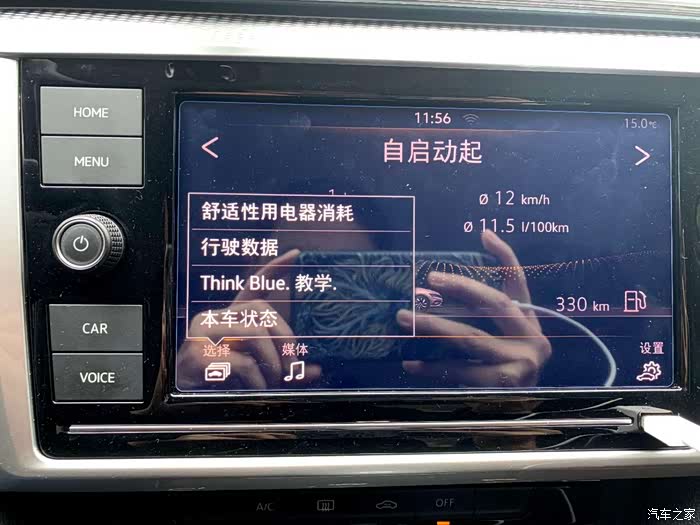 HOME
MENU
CAR
VOICE
11:56
15.0°C
< 自启动起 >
ø 12 km/h
ø 11.5 l/100km
舒适性用电器消耗
行驶数据
Think Blue. 教学.
本车状态
330 km
选择
媒体
设置
A/C
OFF
汽车之家